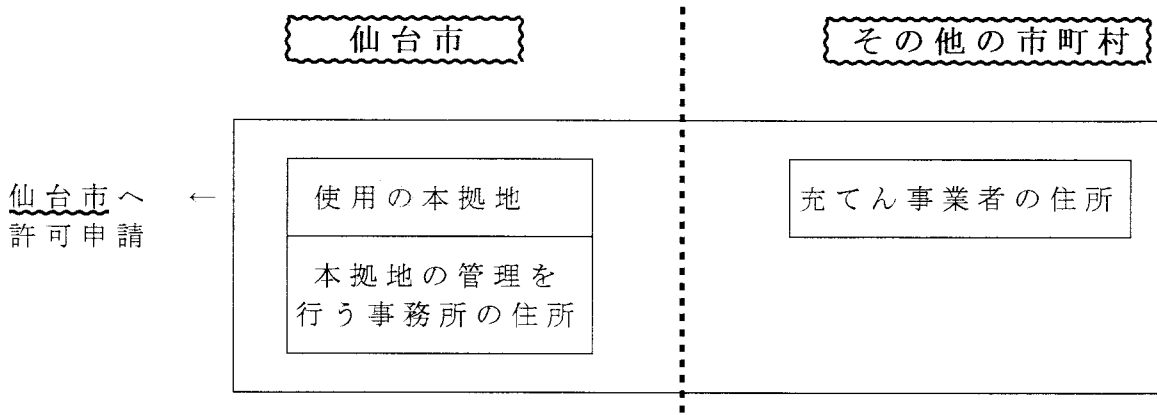 仙台市
その他の市町村
仙台市へ ←
許可申請
使用の本拠地
本拠地の管理を
行う事務所の住所
充てん事業者の住所